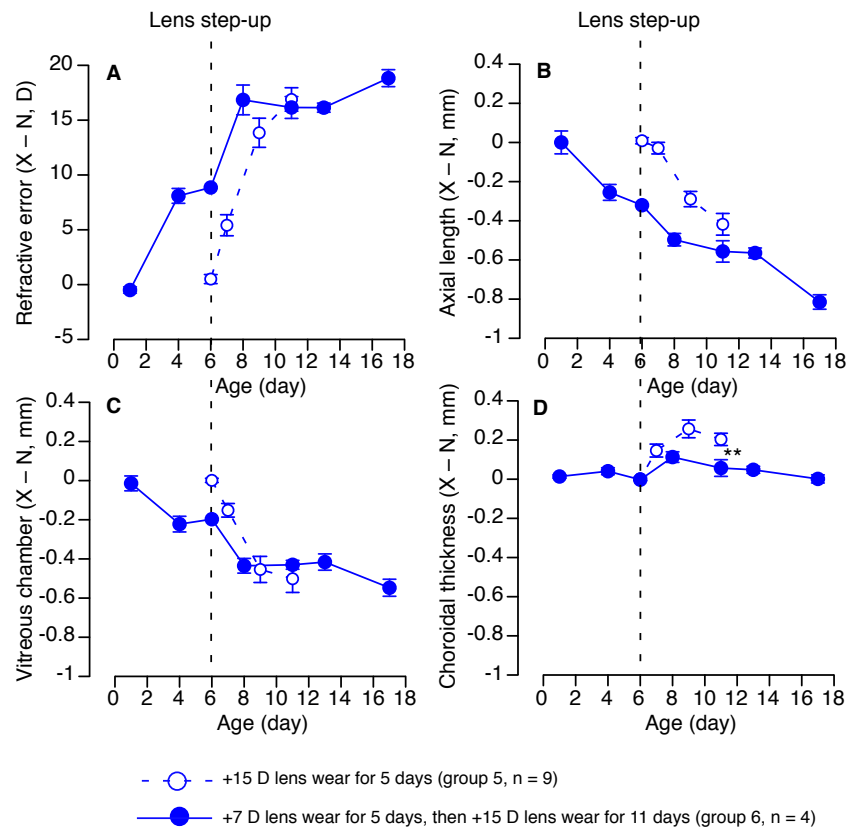 Lens step-up
Lens step-up
A
Refractive error (X – N, D)
20
15
10
5
0
-5
0 2 4 6 8 10 12 14 16 18
Age (day)
B
Axial length (X – N, mm)
0.4
0.2
0
-0.2
-0.4
-0.6
-0.8
-1
0 2 4 6 8 10 12 14 16 18
Age (day)
C
Vitreous chamber (X – N, mm)
0.4
0.2
0
-0.2
-0.4
-0.6
-0.8
-1
0 2 4 6 8 10 12 14 16 18
Age (day)
D
Choroidal thickness (X – N, mm)
0.4
0.2
0
-0.2
-0.4
-0.6
-0.8
-1
**
0 2 4 6 8 10 12 14 16 18
Age (day)
+15 D lens wear for 5 days (group 5, n = 9)
+7 D lens wear for 5 days, then +15 D lens wear for 11 days (group 6, n = 4)